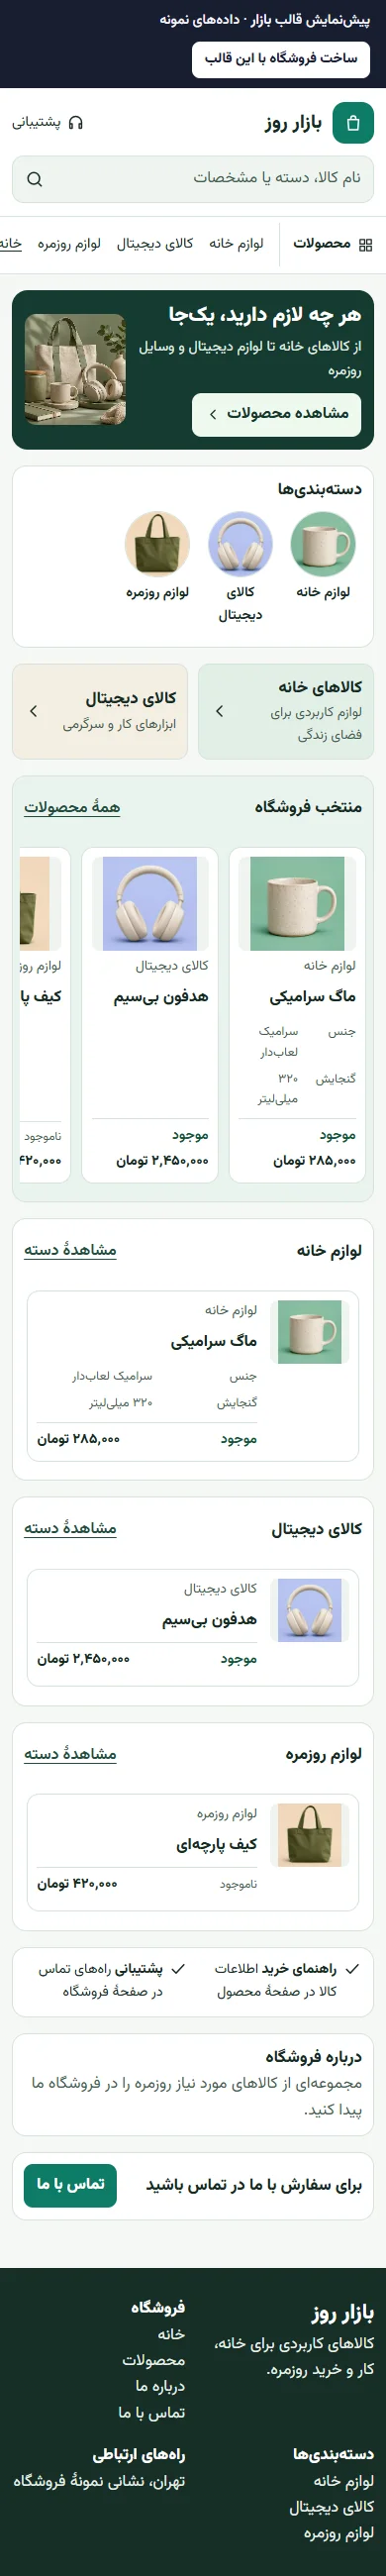 پیش‌نمایش قالب بازار · داده‌های نمونه
ساخت فروشگاه با این قالب
بازار روز
پشتیبانی
نام کالا، دسته یا مشخصات
محصولات
لوازم خانه
کالای دیجیتال
لوازم روزمره
خانه
هر چه لازم دارید، یک‌جا
از کالاهای خانه تا لوازم دیجیتال و وسایل
روزمره
مشاهده محصولات
دسته‌بندی‌ها
لوازم خانه
کالای
دیجیتال
لوازم روزمره
کالاهای خانه
لوازم کاربردی برای
فضای زندگی
کالای دیجیتال
ابزارهای کار و سرگرمی
منتخب فروشگاه
همهٔ محصولات
لوازم خانه
ماگ سرامیکی
جنس
سرامیک
لعاب‌دار
گنجایش
۳۲۰
میلی‌لیتر
موجود
۲۸۵,۰۰۰ تومان
کالای دیجیتال
هدفون بی‌سیم
موجود
۲,۴۵۰,۰۰۰ تومان
لوازم روز
کیف پا
ناموجود
۴۲۰,۰۰۰
لوازم خانه
مشاهدهٔ دسته
لوازم خانه
ماگ سرامیکی
جنس
سرامیک لعاب‌دار
گنجایش
۳۲۰ میلی‌لیتر
موجود
۲۸۵,۰۰۰ تومان
کالای دیجیتال
مشاهدهٔ دسته
کالای دیجیتال
هدفون بی‌سیم
موجود
۲,۴۵۰,۰۰۰ تومان
لوازم روزمره
مشاهدهٔ دسته
لوازم روزمره
کیف پارچه‌ای
ناموجود
۴۲۰,۰۰۰ تومان
راهنمای خرید اطلاعات
کالا در صفحهٔ محصول
پشتیبانی راه‌های تماس
در صفحهٔ فروشگاه
درباره فروشگاه
مجموعه‌ای از کالاهای مورد نیاز روزمره را در فروشگاه ما
پیدا کنید.
برای سفارش با ما در تماس باشید
تماس با ما
بازار روز
کالاهای کاربردی برای خانه،
کار و خرید روزمره.
فروشگاه
خانه
محصولات
درباره ما
تماس با ما
دسته‌بندی‌ها
لوازم خانه
کالای دیجیتال
لوازم روزمره
راه‌های ارتباطی
تهران، نشانی نمونهٔ فروشگاه